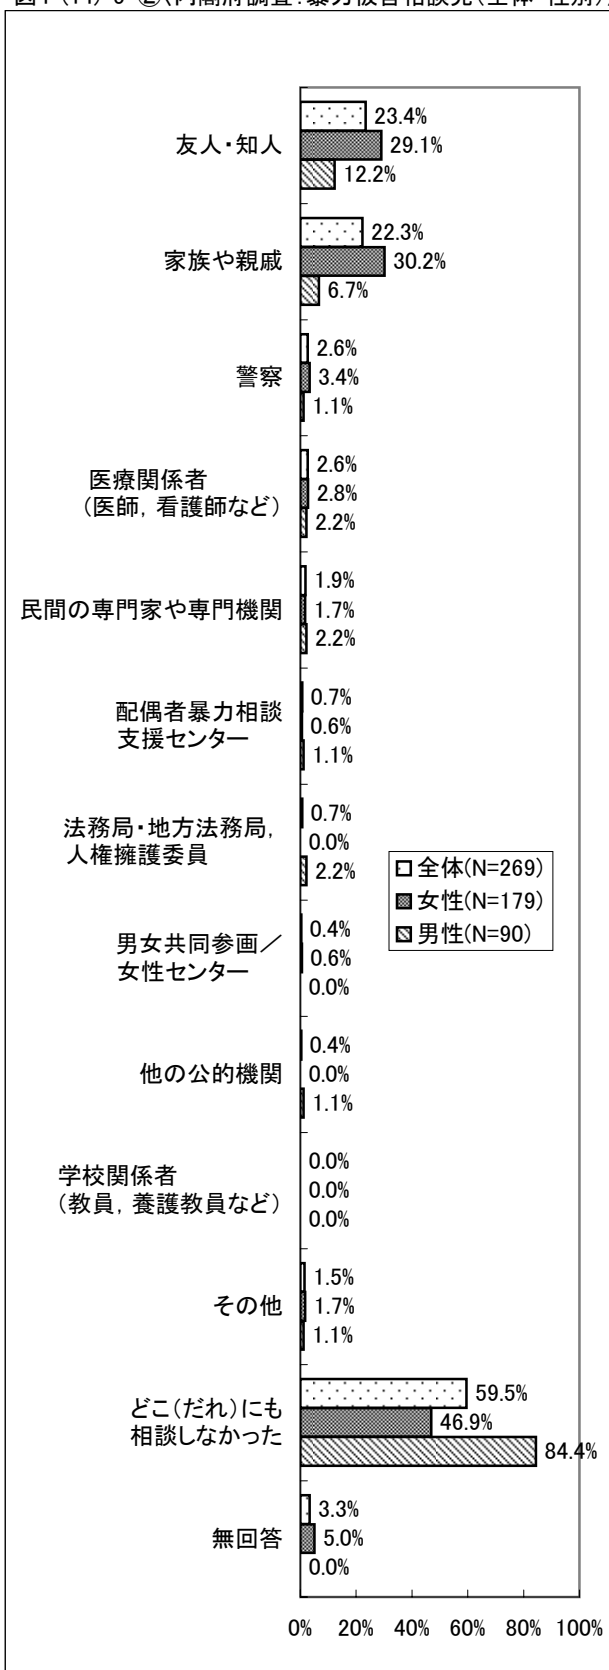 友人・知人
23.4%
29.1%
12.2%
家族や親戚
22.3%
30.2%
6.7%
警察
2.6%
3.4%
1.1%
医療関係者
（医師，看護師など）
2.6%
2.8%
2.2%
民間の専門家や専門機関
1.9%
1.7%
2.2%
配偶者暴力相談
支援センター
0.7%
0.6%
1.1%
法務局・地方法務局，
人権擁護委員
0.7%
0.0%
2.2%
全体(N=269)
女性(N=179)
男性(N=90)
男女共同参画／
女性センター
0.4%
0.6%
0.0%
他の公的機関
0.4%
0.0%
1.1%
学校関係者
（教員，養護教員など）
0.0%
0.0%
0.0%
その他
1.5%
1.7%
1.1%
どこ（だれ）にも
相談しなかった
59.5%
46.9%
84.4%
無回答
3.3%
5.0%
0.0%
0% 20% 40% 60% 80% 100%